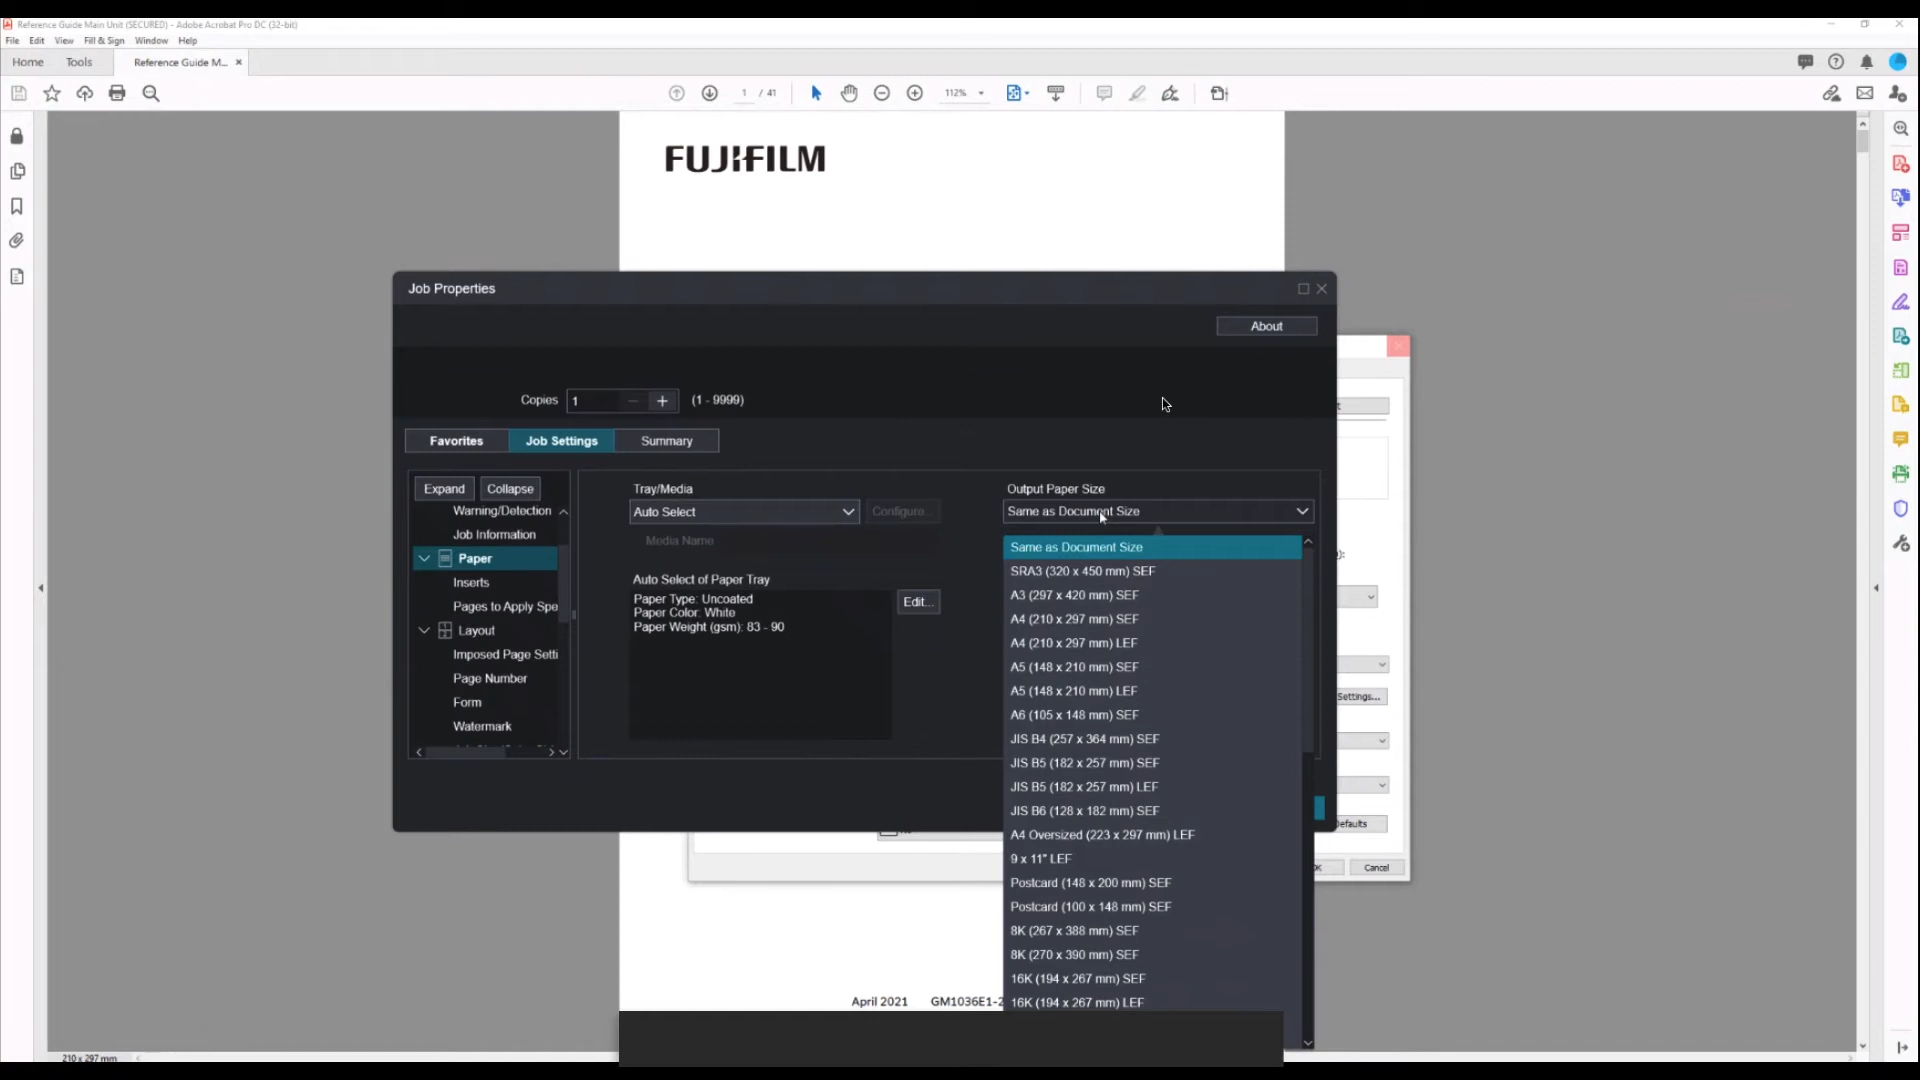 Reference Guide Main Unit (SECURED) - Adobe Acrobat Pro DC (32-bit)
File Edit View Fill & Sign Window Help
Home Tools Reference Guide M... ×
1 / 41 112%
FUJIFILM
Job Properties
About
Copies 1 − + (1 - 9999)
Favorites Job Settings Summary
Expand Collapse
Warning/Detection
Job Information
Paper
Inserts
Pages to Apply Spe
Layout
Imposed Page Setti
Page Number
Form
Watermark
Tray/Media
Auto Select Configure...
Media Name
Auto Select of Paper Tray
Paper Type: Uncoated
Paper Color: White
Paper Weight (gsm): 83 - 90
Edit...
Output Paper Size
Same as Document Size
Same as Document Size
SRA3 (320 x 450 mm) SEF
A3 (297 x 420 mm) SEF
A4 (210 x 297 mm) SEF
A4 (210 x 297 mm) LEF
A5 (148 x 210 mm) SEF
A5 (148 x 210 mm) LEF
A6 (105 x 148 mm) SEF
JIS B4 (257 x 364 mm) SEF
JIS B5 (182 x 257 mm) SEF
JIS B5 (182 x 257 mm) LEF
JIS B6 (128 x 182 mm) SEF
A4 Oversized (223 x 297 mm) LEF
9 x 11" LEF
Postcard (148 x 200 mm) SEF
Postcard (100 x 148 mm) SEF
8K (267 x 388 mm) SEF
8K (270 x 390 mm) SEF
16K (194 x 267 mm) SEF
16K (194 x 267 mm) LEF
Settings...
efaults
Cancel
April 2021 GM1036E1-2
210 x 297 mm